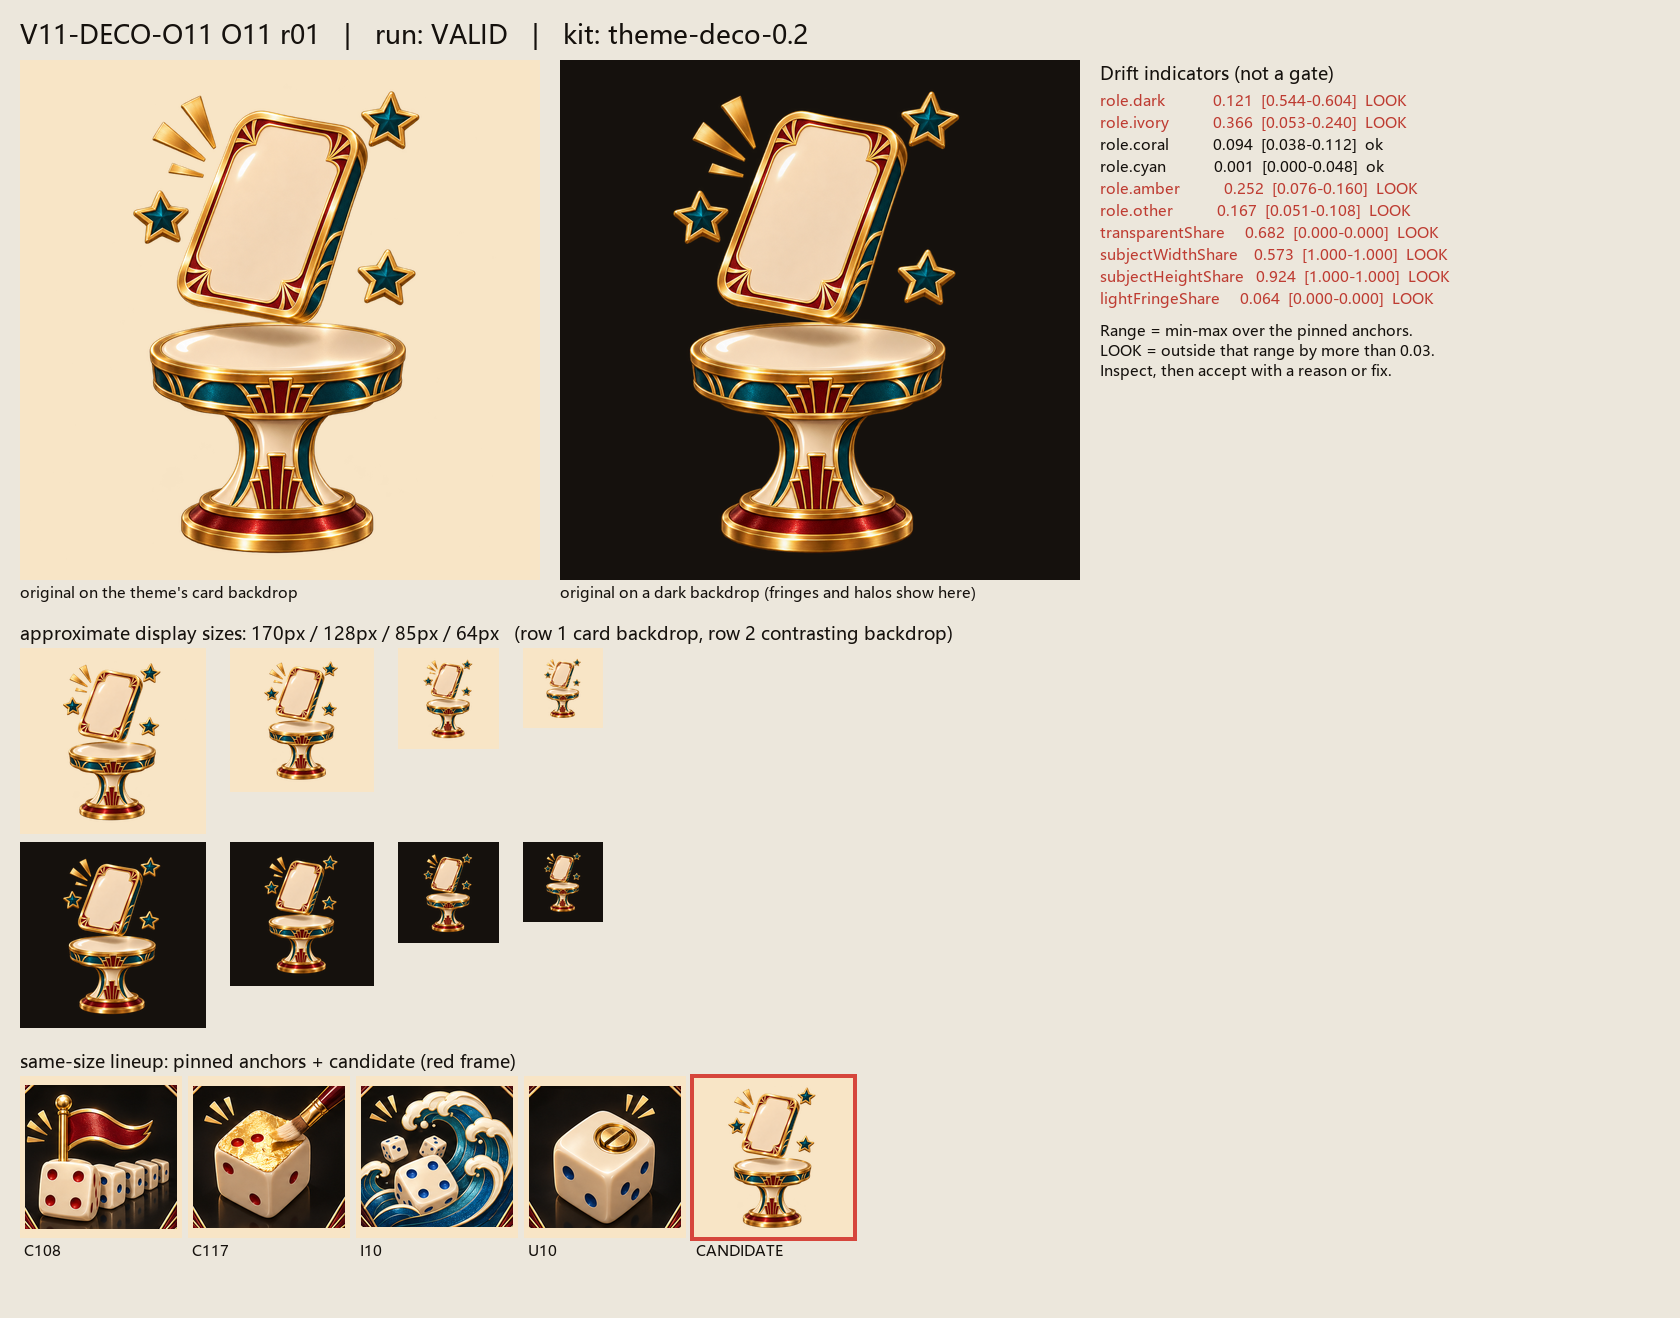 V11-DECO-O11 O11 r01 | run: VALID | kit: theme-deco-0.2
Drift indicators (not a gate)
role.dark 0.121 [0.544-0.604] LOOK
role.ivory 0.366 [0.053-0.240] LOOK
role.coral 0.094 [0.038-0.112] ok
role.cyan 0.001 [0.000-0.048] ok
role.amber 0.252 [0.076-0.160] LOOK
role.other 0.167 [0.051-0.108] LOOK
transparentShare 0.682 [0.000-0.000] LOOK
subjectWidthShare 0.573 [1.000-1.000] LOOK
subjectHeightShare 0.924 [1.000-1.000] LOOK
lightFringeShare 0.064 [0.000-0.000] LOOK
Range = min-max over the pinned anchors.
LOOK = outside that range by more than 0.03.
Inspect, then accept with a reason or fix.
original on the theme's card backdrop
original on a dark backdrop (fringes and halos show here)
approximate display sizes: 170px / 128px / 85px / 64px (row 1 card backdrop, row 2 contrasting backdrop)
same-size lineup: pinned anchors + candidate (red frame)
C108
C117
I10
U10
CANDIDATE